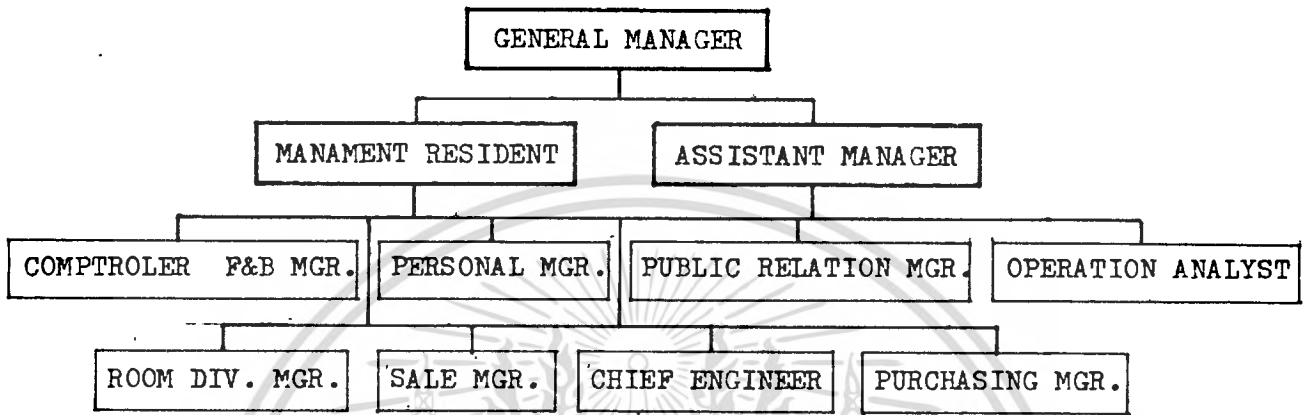 GENERAL MANAGER
MANAMENT RESIDENT
ASSISTANT MANAGER
COMPTROLER F&B MGR.
PERSONAL MGR.
PUBLIC RELATION MGR.
OPERATION ANALYST
ROOM DIV. MGR.
SALE MGR.
CHIEF ENGINEER
PURCHASING MGR.